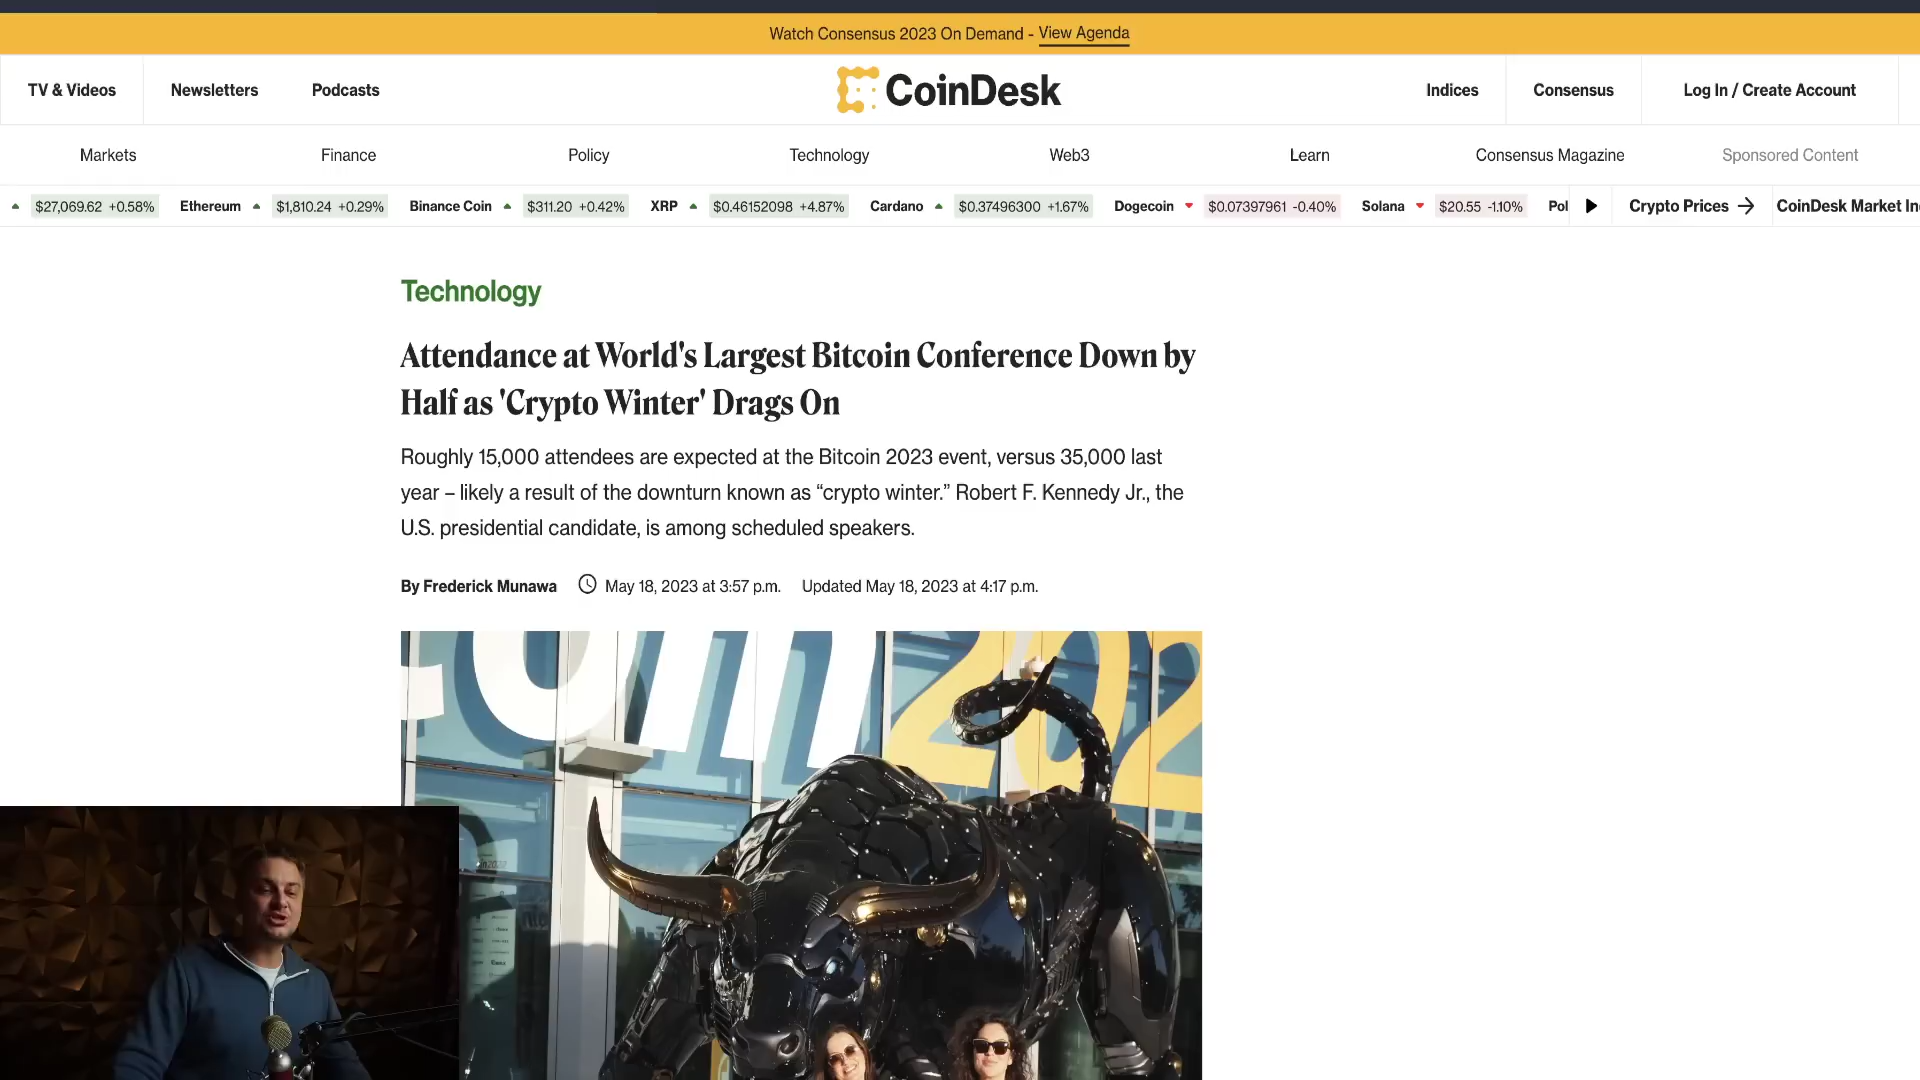 Watch Consensus 2023 On Demand - View Agenda
TV & Videos Newsletters Podcasts CoinDesk Indices Consensus Log In / Create Account
Markets Finance Policy Technology Web3 Learn Consensus Magazine Sponsored Content
$27,069.62 +0.58% Ethereum $1,810.24 +0.29% Binance Coin $311.20 +0.42% XRP $0.46152098 +4.87% Cardano $0.37496300 +1.67% Dogecoin $0.07397961 -0.40% Solana $20.55 -1.10% Pol Crypto Prices CoinDesk Market In
Technology
Attendance at World's Largest Bitcoin Conference Down by
Half as 'Crypto Winter' Drags On
Roughly 15,000 attendees are expected at the Bitcoin 2023 event, versus 35,000 last
year – likely a result of the downturn known as “crypto winter.” Robert F. Kennedy Jr., the
U.S. presidential candidate, is among scheduled speakers.
By Frederick Munawa May 18, 2023 at 3:57 p.m. Updated May 18, 2023 at 4:17 p.m.